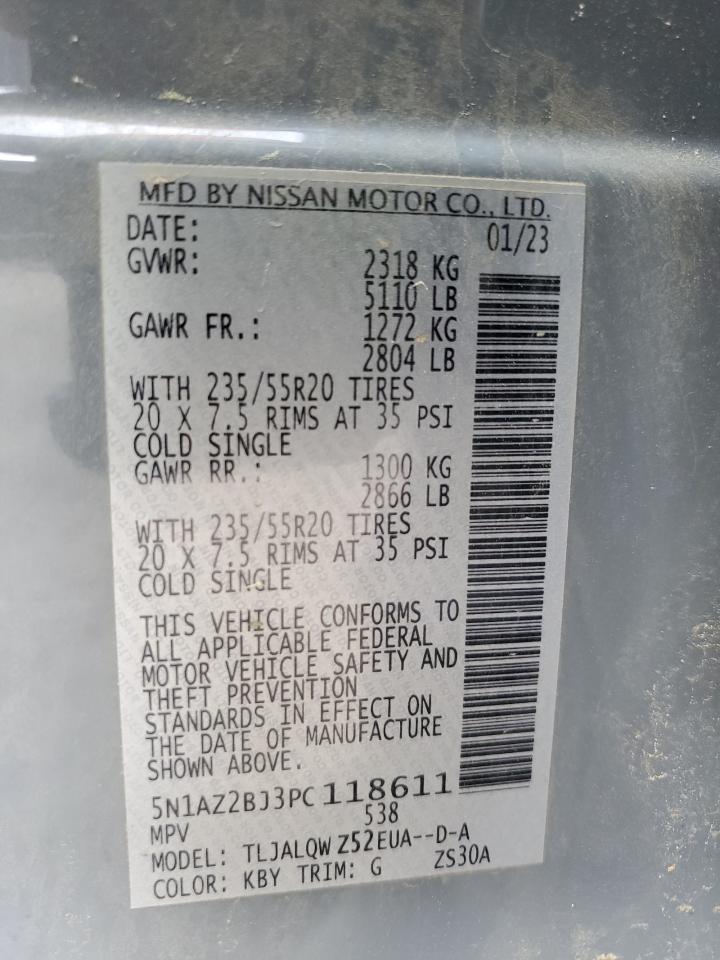 MFD BY NISSAN MOTOR CO., LTD.
DATE: 01/23
GVWR: 2318 KG
5110 LB
GAWR FR.: 1272 KG
2804 LB
WITH 235/55R20 TIRES
20 X 7.5 RIMS AT 35 PSI
COLD SINGLE
GAWR RR.: 1300 KG
2866 LB
WITH 235/55R20 TIRES
20 X 7.5 RIMS AT 35 PSI
COLD SINGLE
THIS VEHICLE CONFORMS TO
ALL APPLICABLE FEDERAL
MOTOR VEHICLE SAFETY AND
THEFT PREVENTION
STANDARDS IN EFFECT ON
THE DATE OF MANUFACTURE
SHOWN ABOVE.
5N1AZ2BJ3PC118611
MPV 538
MODEL: TLJALQW Z52EUA--D-A
COLOR: KBY TRIM: G ZS30A